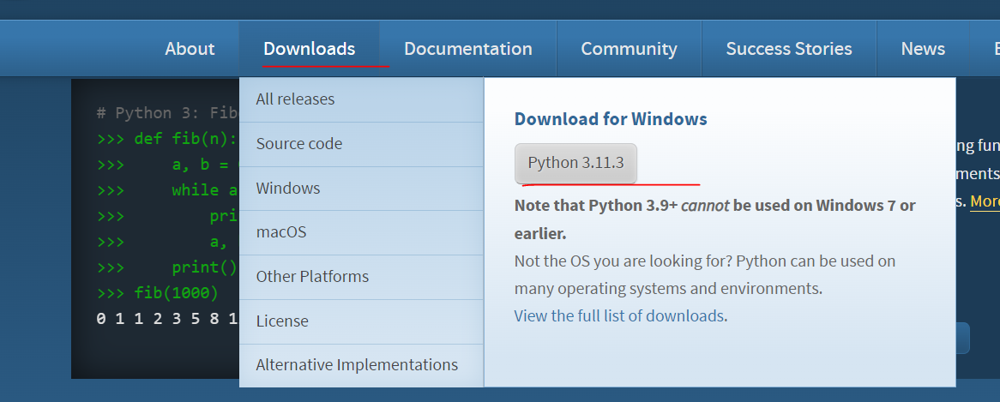 About Downloads Documentation Community Success Stories News
# Python 3: Fib
>>> def fib(n):
>>> a, b =
>>> while a
>>> pri
>>> a,
>>> print()
>>> fib(1000)
0 1 1 2 3 5 8 1
All releases
Source code
Windows
macOS
Other Platforms
License
Alternative Implementations
Download for Windows
Python 3.11.3
Note that Python 3.9+ cannot be used on Windows 7 or
earlier.
Not the OS you are looking for? Python can be used on
many operating systems and environments.
View the full list of downloads.
ng fun
ments
s. More